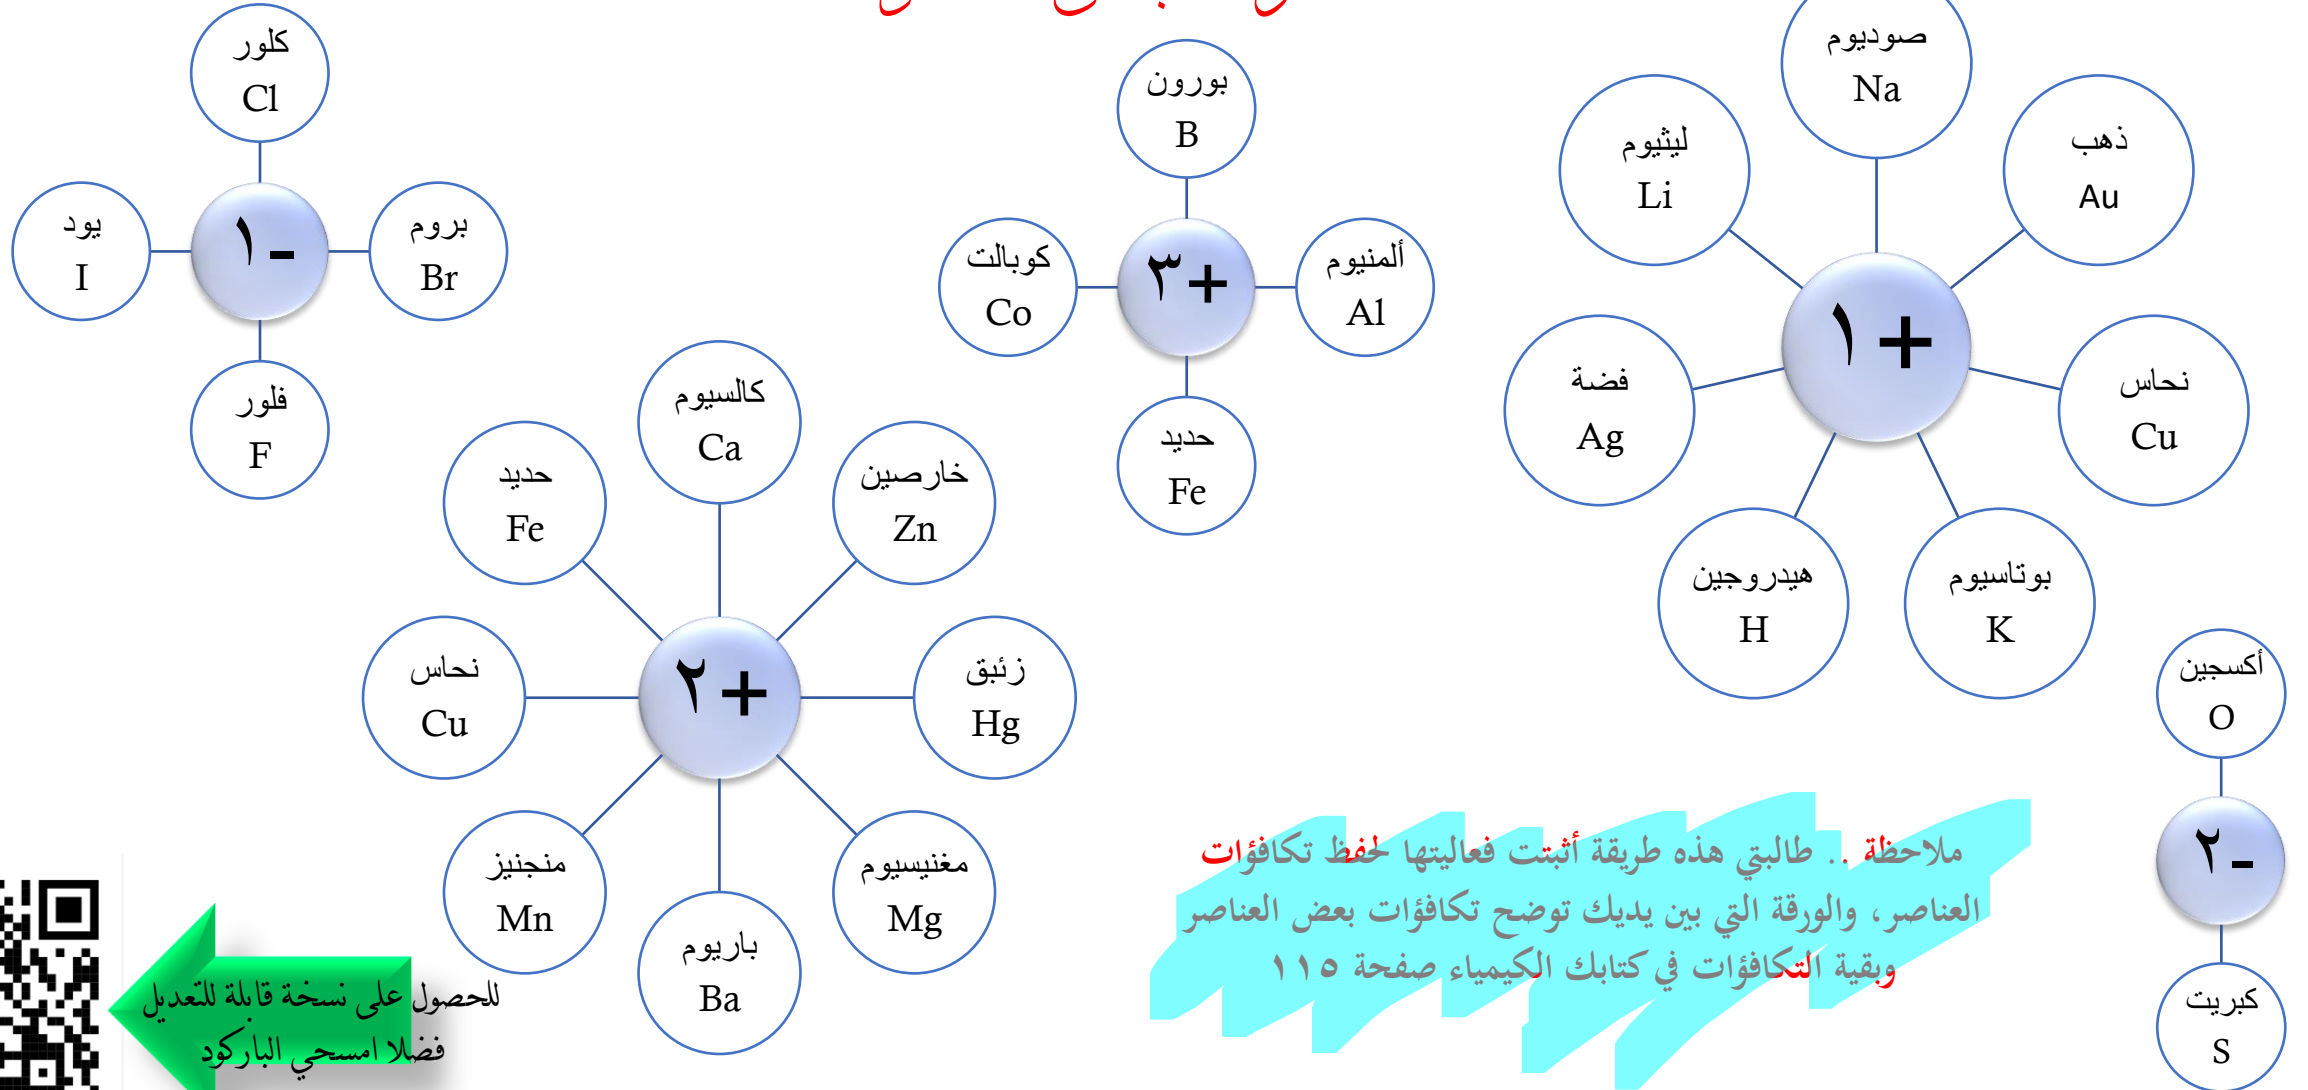 صوديوم
Na
ذهب
Au
نحاس
Cu
بوتاسيوم
K
هيدروجين
H
فضة
Ag
ليثيوم
Li
+١
بورون
B
ألمنيوم
Al
حديد
Fe
كوبالت
Co
+٣
كلور
Cl
بروم
Br
فلور
F
يود
I
-١
كالسيوم
Ca
خارصين
Zn
زئبق
Hg
مغنيسيوم
Mg
باريوم
Ba
منجنيز
Mn
نحاس
Cu
حديد
Fe
+٢
أكسجين
O
-٢
كبريت
S
ملاحظة .. طالبتي هذه طريقة أثبتت فعاليتها لحفظ تكافؤات
العناصر، والورقة التي بين يديك توضح تكافؤات بعض العناصر
وبقية التكافؤات في كتابك الكيمياء صفحة ١١٥
للحصول على نسخة قابلة للتعديل
فضلا امسحي الباركود